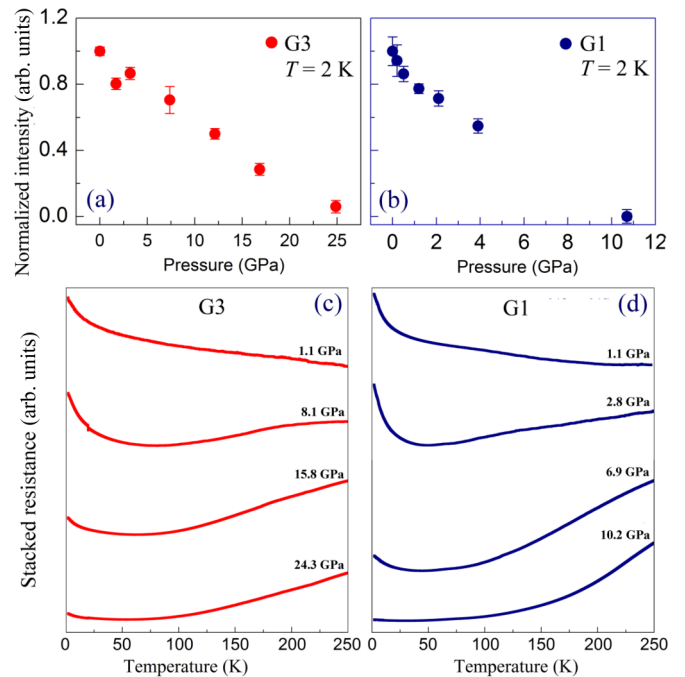 Normalized intensity (arb. units)
1.2
0.8
0.4
0.0
G3
T = 2 K
(a)
0 5 10 15 20 25
Pressure (GPa)
G1
T = 2 K
(b)
0 2 4 6 8 10 12
Pressure (GPa)
Stacked resistance (arb. units)
G3
(c)
1.1 GPa
8.1 GPa
15.8 GPa
24.3 GPa
0 50 100 150 200 250
Temperature (K)
G1
(d)
1.1 GPa
2.8 GPa
6.9 GPa
10.2 GPa
0 50 100 150 200 250
Temperature (K)